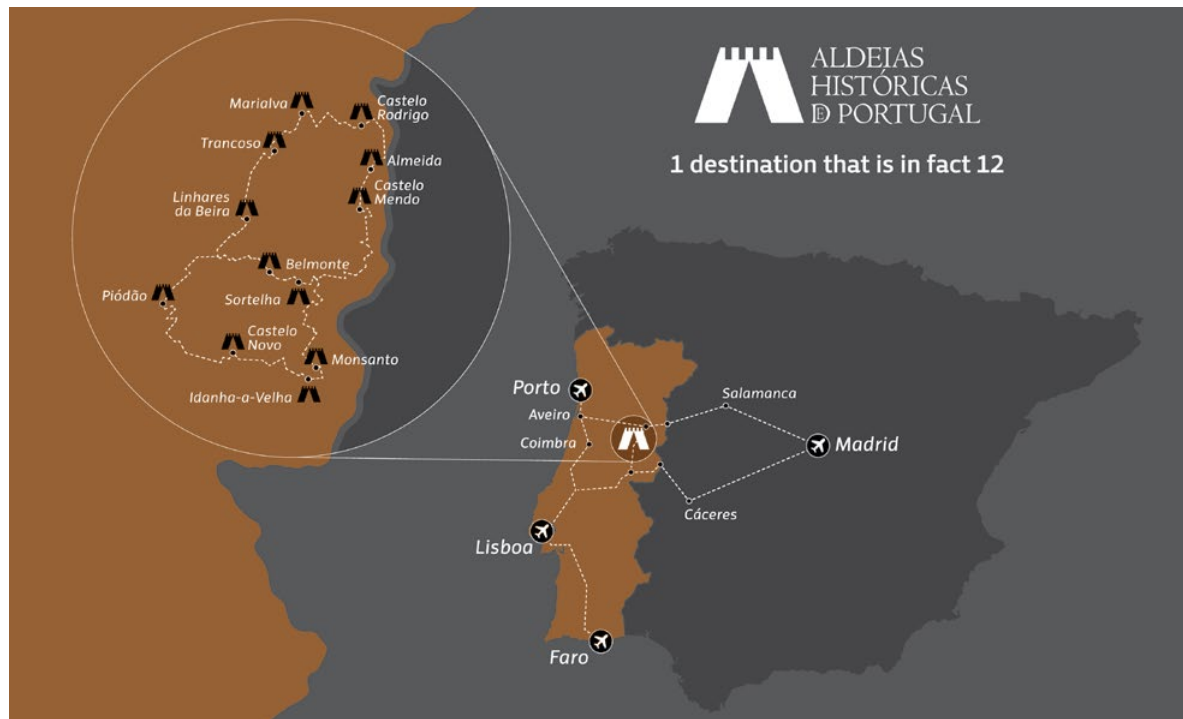 ALDEIAS
HISTÓRICAS
DE PORTUGAL
1 destination that is in fact 12
Marialva
Castelo
Rodrigo
Trancoso
Almeida
Castelo
Mendo
Linhares
da Beira
Belmonte
Piódão
Sortelha
Castelo
Novo
Monsanto
Idanha-a-Velha
Porto
Salamanca
Aveiro
Coimbra
Madrid
Cáceres
Lisboa
Faro